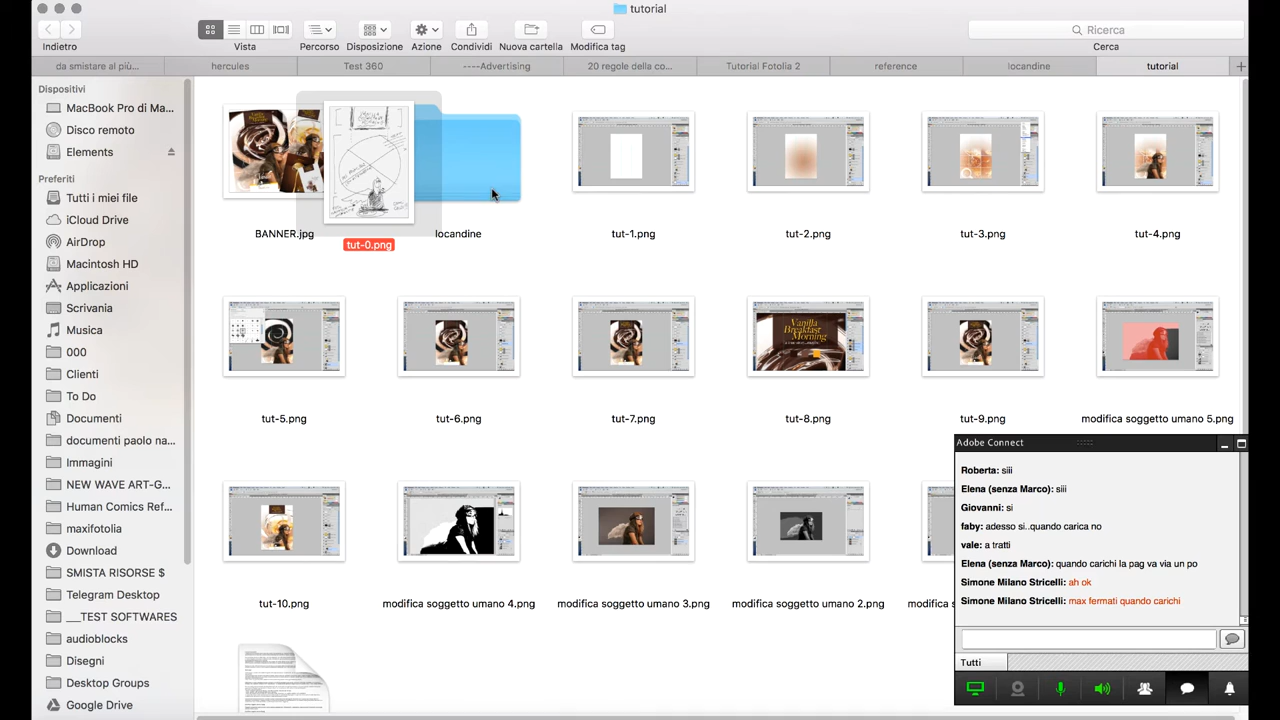 tutorial
Indietro
Vista
Percorso
Disposizione
Azione
Condividi
Nuova cartella
Modifica tag
Ricerca
Cerca
da smistare al più...
hercules
Test 360
----Advertising
20 regole della co...
Tutorial Fotolia 2
reference
locandine
tutorial
Dispositivi
MacBook Pro di Ma...
Disco remoto
Elements
Preferiti
Tutti i miei file
iCloud Drive
AirDrop
Macintosh HD
Applicazioni
Scrivania
Musica
000
Clienti
To Do
Documenti
documenti paolo na...
Immagini
NEW WAVE ART-G...
Human Comics Ref...
maxifotolia
Download
SMISTA RISORSE $
Telegram Desktop
__TEST SOFTWARES
audioblocks
Disegni
Desktop Groups
Google Drive
BANNER.jpg
tut-0.png
locandine
tut-1.png
tut-2.png
tut-3.png
tut-4.png
tut-5.png
tut-6.png
tut-7.png
Vanilla
Breakfast
Morning
tut-8.png
tut-9.png
modifica soggetto umano 5.png
tut-10.png
modifica soggetto umano 4.png
modifica soggetto umano 3.png
modifica soggetto umano 2.png
Adobe Connect
Roberta: siii
Elena (senza Marco): siii
Giovanni: si
faby: adesso si..quando carica no
vale: a tratti
Elena (senza Marco): quando carichi la pag va via un po
Simone Milano Stricelli: ah ok
Simone Milano Stricelli: max fermati quando carichi
Tutti